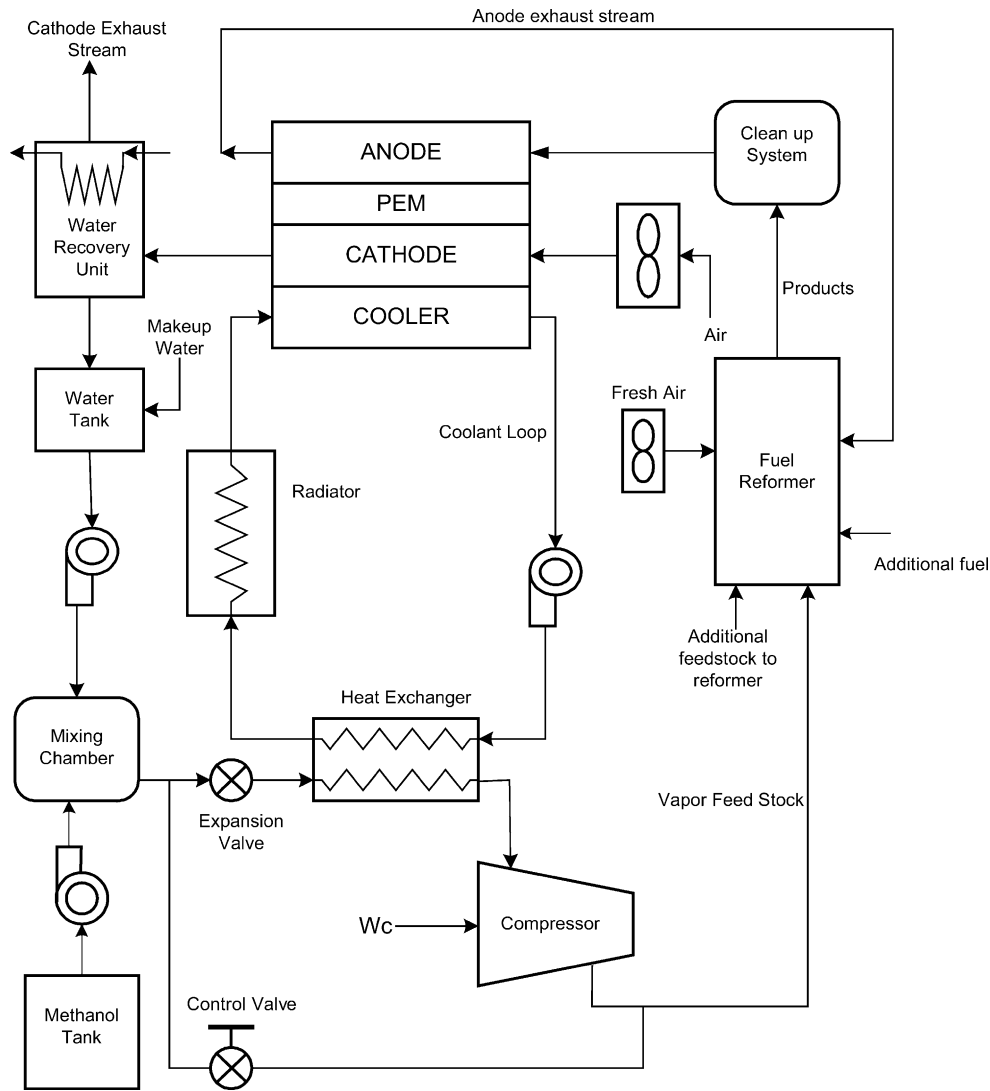 Anode exhaust stream
Cathode Exhaust
Stream
ANODE
Clean up
System
PEM
Water
Recovery
Unit
CATHODE
Products
COOLER
Makeup
Water
Air
Water
Tank
Fresh Air
Coolant Loop
Fuel
Reformer
Radiator
Additional fuel
Additional
feedstock to
reformer
Heat Exchanger
Mixing
Chamber
Expansion
Valve
Vapor Feed Stock
Wc
Compressor
Control Valve
Methanol
Tank